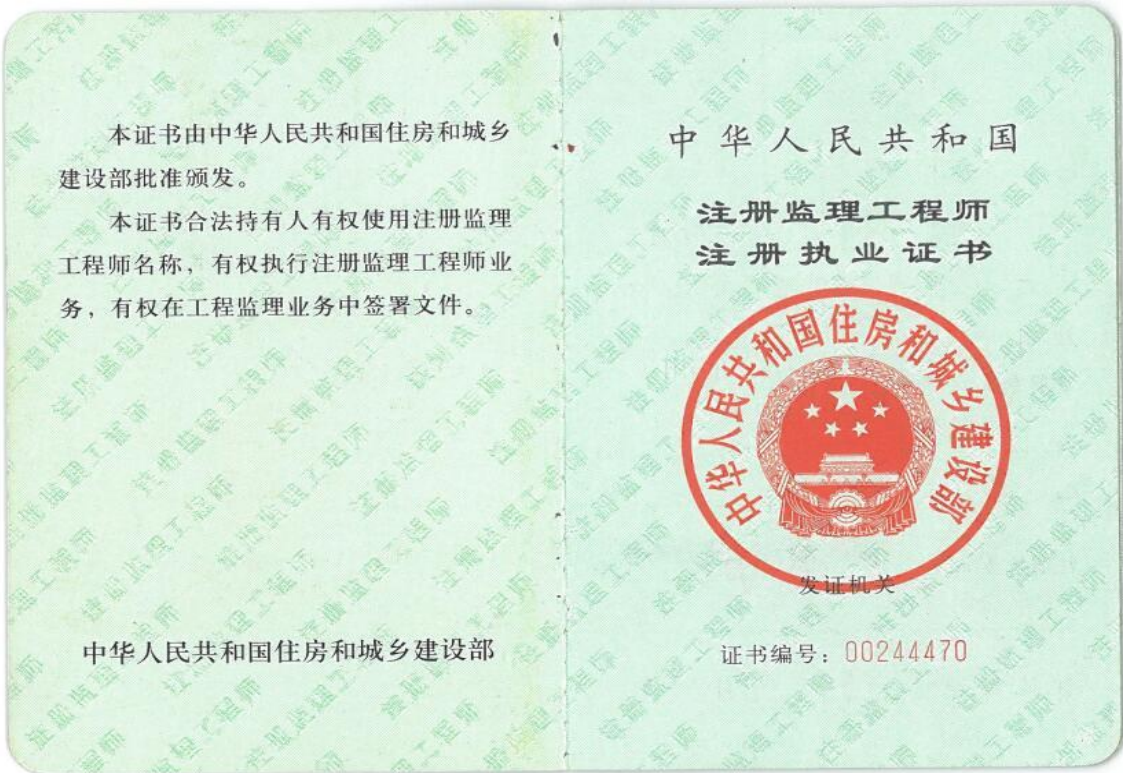 本证书由中华人民共和国住房和城乡
建设部批准颁发。
本证书合法持有人有权使用注册监理
工程师名称，有权执行注册监理工程师业
务，有权在工程监理业务中签署文件。
中华人民共和国住房和城乡建设部
中华人民共和国
注册监理工程师
注册执业证书
中华人民共和国住房和城乡建设部
发证机关
证书编号：00244470